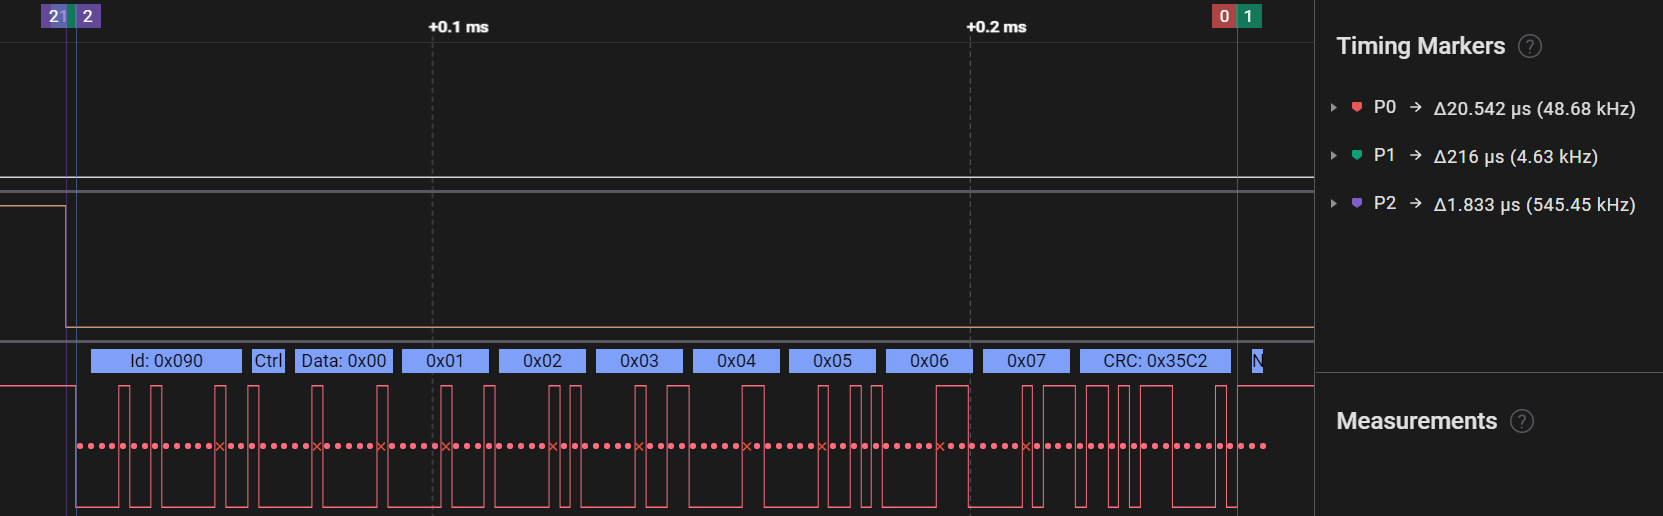 21 2
+0.1 ms
+0.2 ms
0 1
Timing Markers ?
P0 → Δ20.542 μs (48.68 kHz)
P1 → Δ216 μs (4.63 kHz)
P2 → Δ1.833 μs (545.45 kHz)
Id: 0x090 Ctrl Data: 0x00 0x01 0x02 0x03 0x04 0x05 0x06 0x07 CRC: 0x35C2 N
Measurements ?